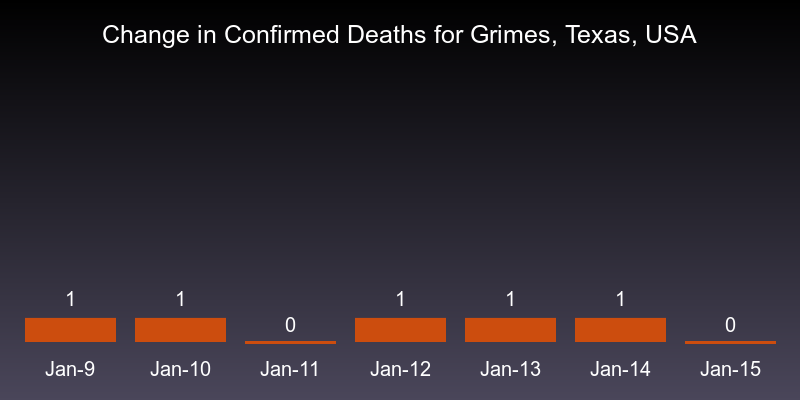 Change in Confirmed Deaths for Grimes, Texas, USA
1 1 0 1 1 1 0
Jan-9 Jan-10 Jan-11 Jan-12 Jan-13 Jan-14 Jan-15